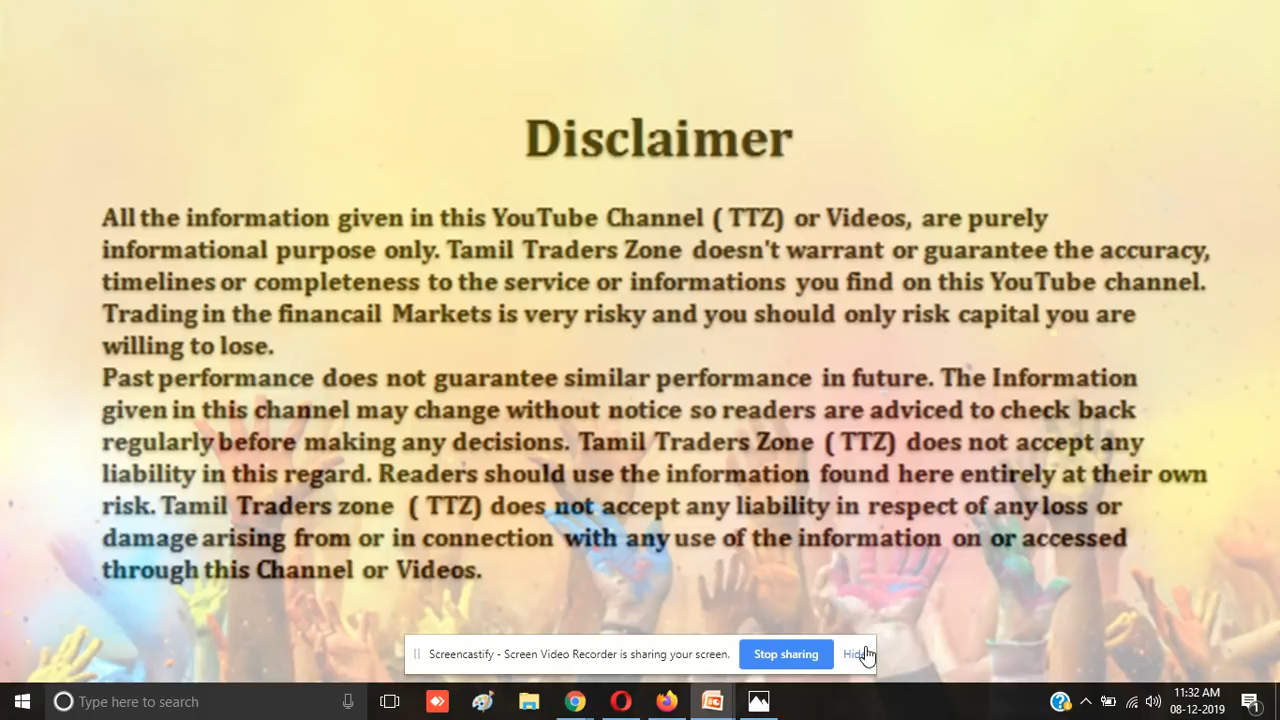 Disclaimer
All the information given in this YouTube Channel ( TTZ) or Videos, are purely
informational purpose only. Tamil Traders Zone doesn't warrant or guarantee the accuracy,
timelines or completeness to the service or informations you find on this YouTube channel.
Trading in the financail Markets is very risky and you should only risk capital you are
willing to lose.
Past performance does not guarantee similar performance in future. The Information
given in this channel may change without notice so readers are adviced to check back
regularly before making any decisions. Tamil Traders Zone ( TTZ) does not accept any
liability in this regard. Readers should use the information found here entirely at their own
risk. Tamil Traders zone ( TTZ) does not accept any liability in respect of any loss or
damage arising from or in connection with any use of the information on or accessed
through this Channel or Videos.
Screencastify - Screen Video Recorder is sharing your screen. Stop sharing Hide
Type here to search
11:32 AM
08-12-2019
1